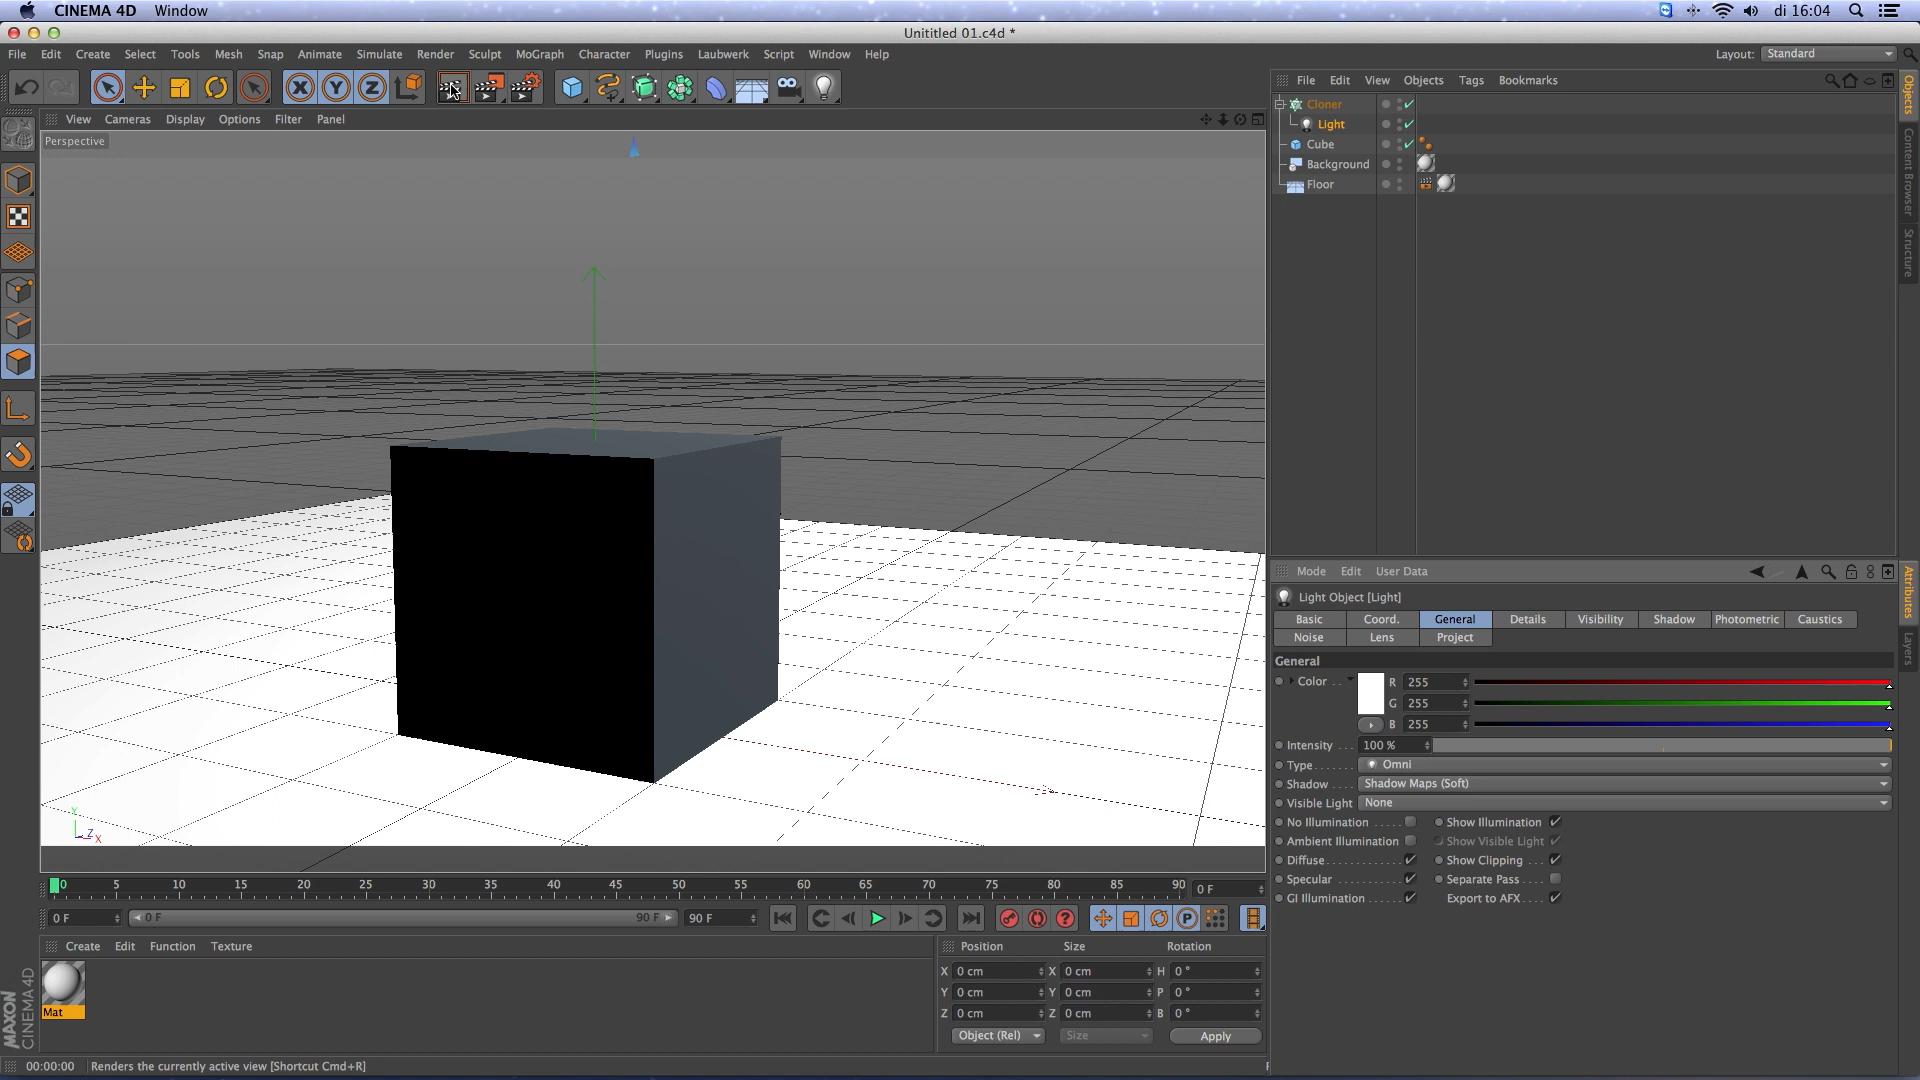 CINEMA 4D Window di 16:04
Unititled 01.c4d *
File Edit Create Select Tools Mesh Snap Animate Simulate Render Sculpt MoGraph Character Plugins Laubwerk Script Window Help Layout: Standard
X Y Z
View Cameras Display Options Filter Panel
Perspective
Y
Z X
0 5 10 15 20 25 30 35 40 45 50 55 60 65 70 75 80 85 90 0 F
0 F 0 F 90 F 90 F ? P
Create Edit Function Texture
Mat
MAXON
CINEMA 4D
Position Size Rotation
X 0 cm X 0 cm H 0 °
Y 0 cm Y 0 cm P 0 °
Z 0 cm Z 0 cm B 0 °
Object (Rel) Size Apply
00:00:00 Renders the currently active view [Shortcut Cmd+R]
File Edit View Objects Tags Bookmarks
Cloner
Light
Cube
Background
Floor
Objects
Content Browser
Structure
Mode Edit User Data
Light Object [Light]
Basic Coord. General Details Visibility Shadow Photometric Caustics
Noise Lens Project
General
Color . . R 255
G 255
B 255
Intensity . . . 100 %
Type . . . . . Omni
Shadow . . . . Shadow Maps (Soft)
Visible Light None
No Illumination . . . . . Show Illumination
Ambient Illumination Show Visible Light
Diffuse . . . . . . . . . . Show Clipping . . .
Specular . . . . . . . . . Separate Pass . . . .
GI Illumination . . . . . Export to AFX . . . .
Attributes
Layers